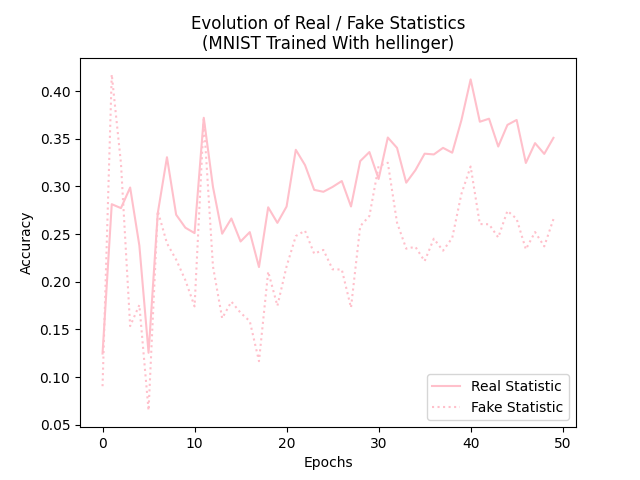 Evolution of Real / Fake Statistics
(MNIST Trained With hellinger)
Accuracy
0.40
0.35
0.30
0.25
0.20
0.15
0.10
0.05
0 10 20 30 40 50
Epochs
Real Statistic
Fake Statistic